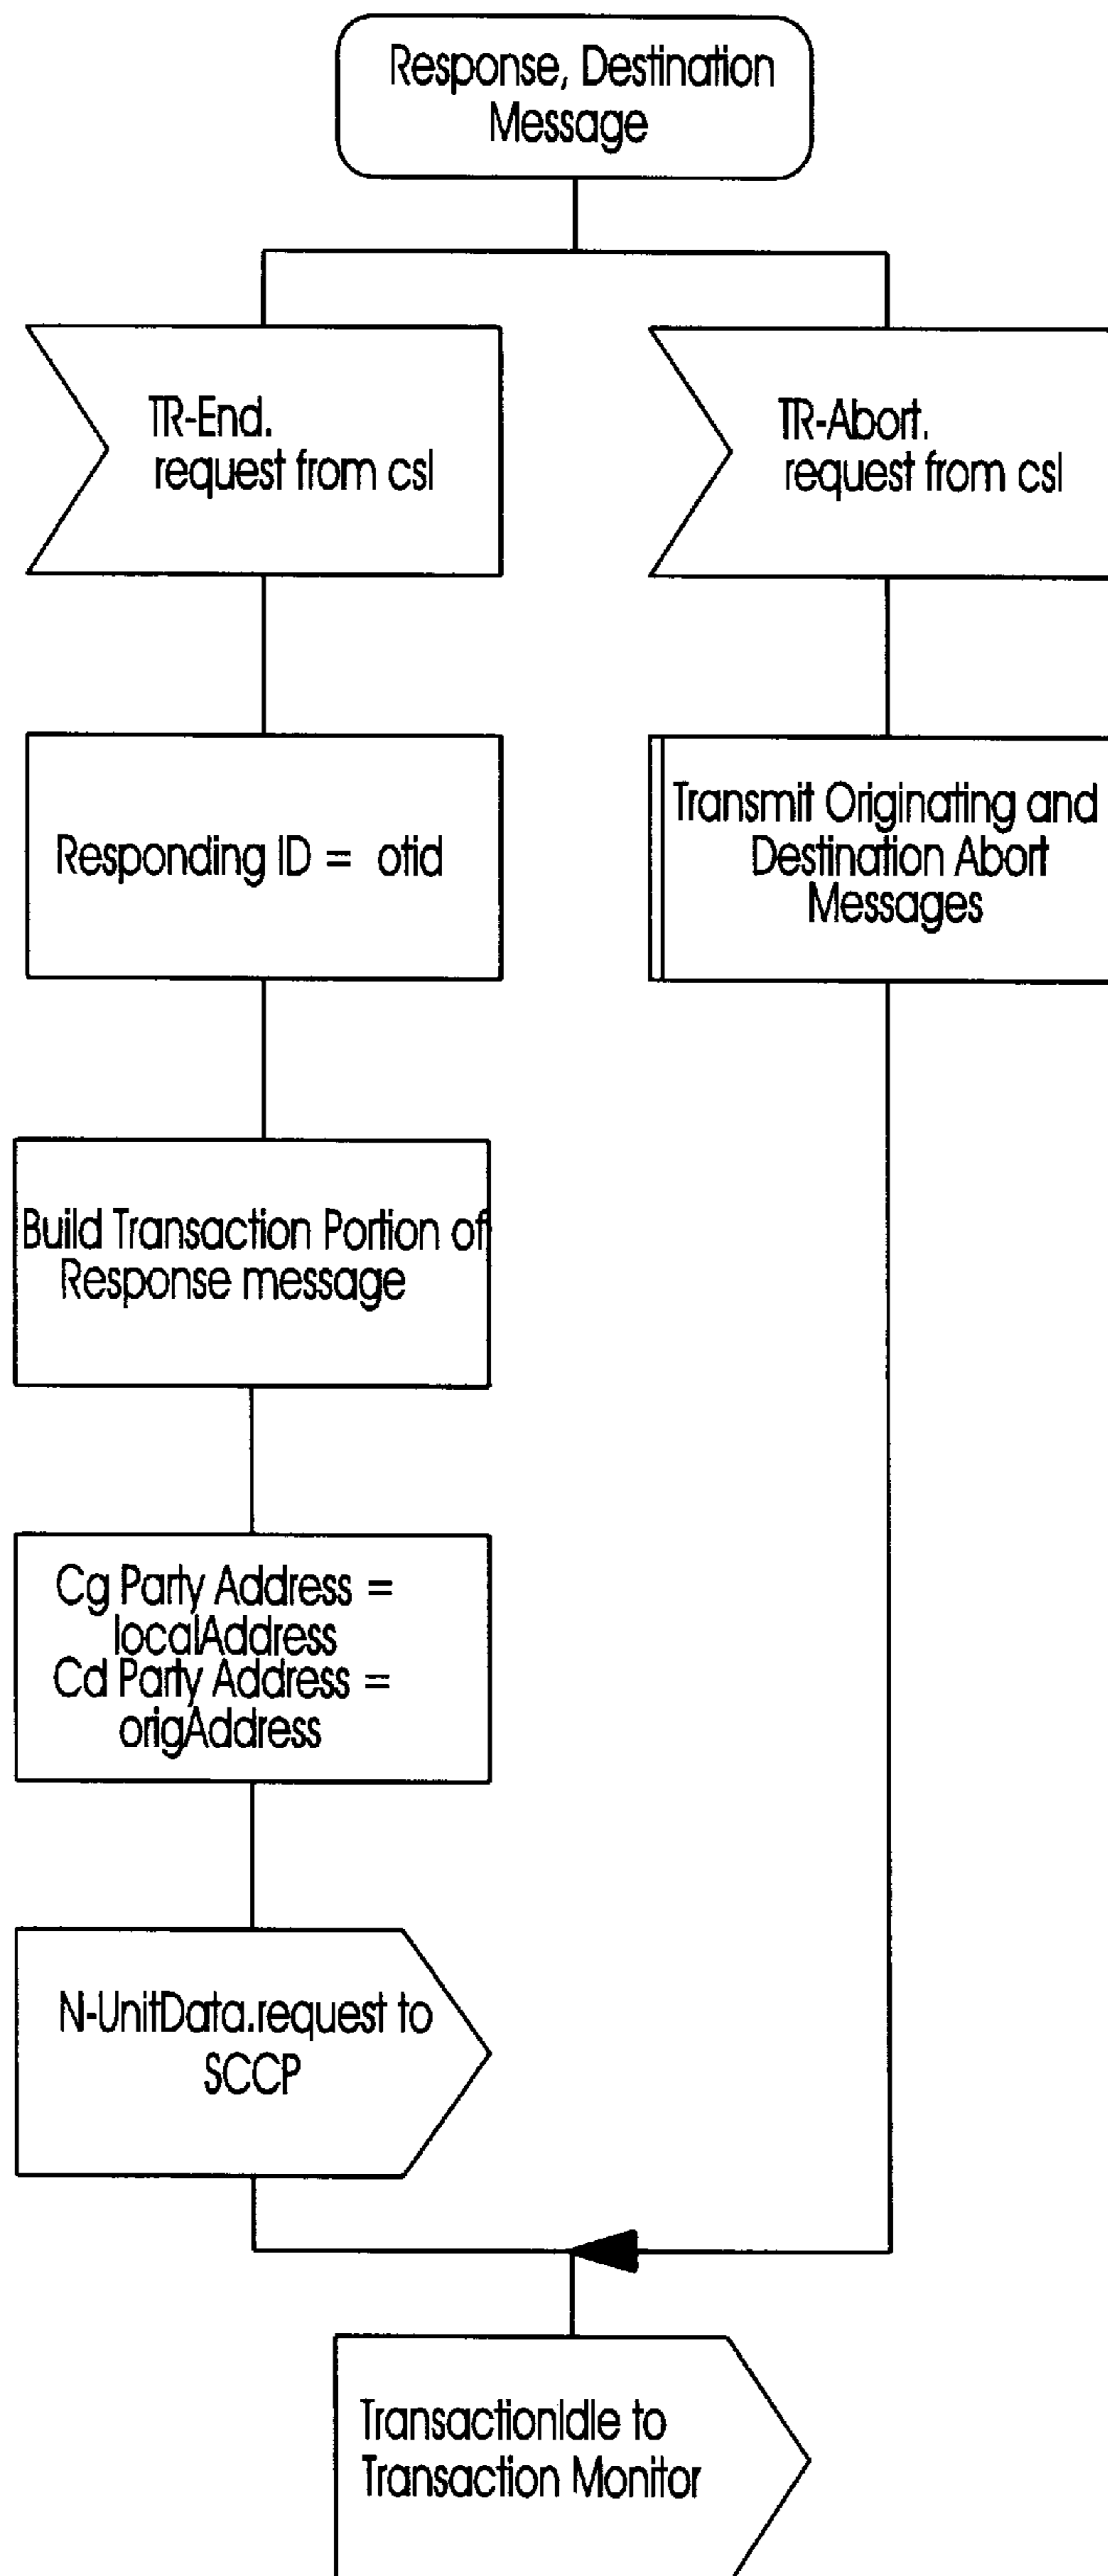 Response, Destination
Message
TR-End.
request from csl
TR-Abort.
request from csl
Responding ID = otid
Transmit Originating and
Destination Abort
Messages
Build Transaction Portion of
Response message
Cg Party Address =
localAddress
Cd Party Address =
origAddress
N-UnitData.request to
SCCP
TransactionIdle to
Transaction Monitor